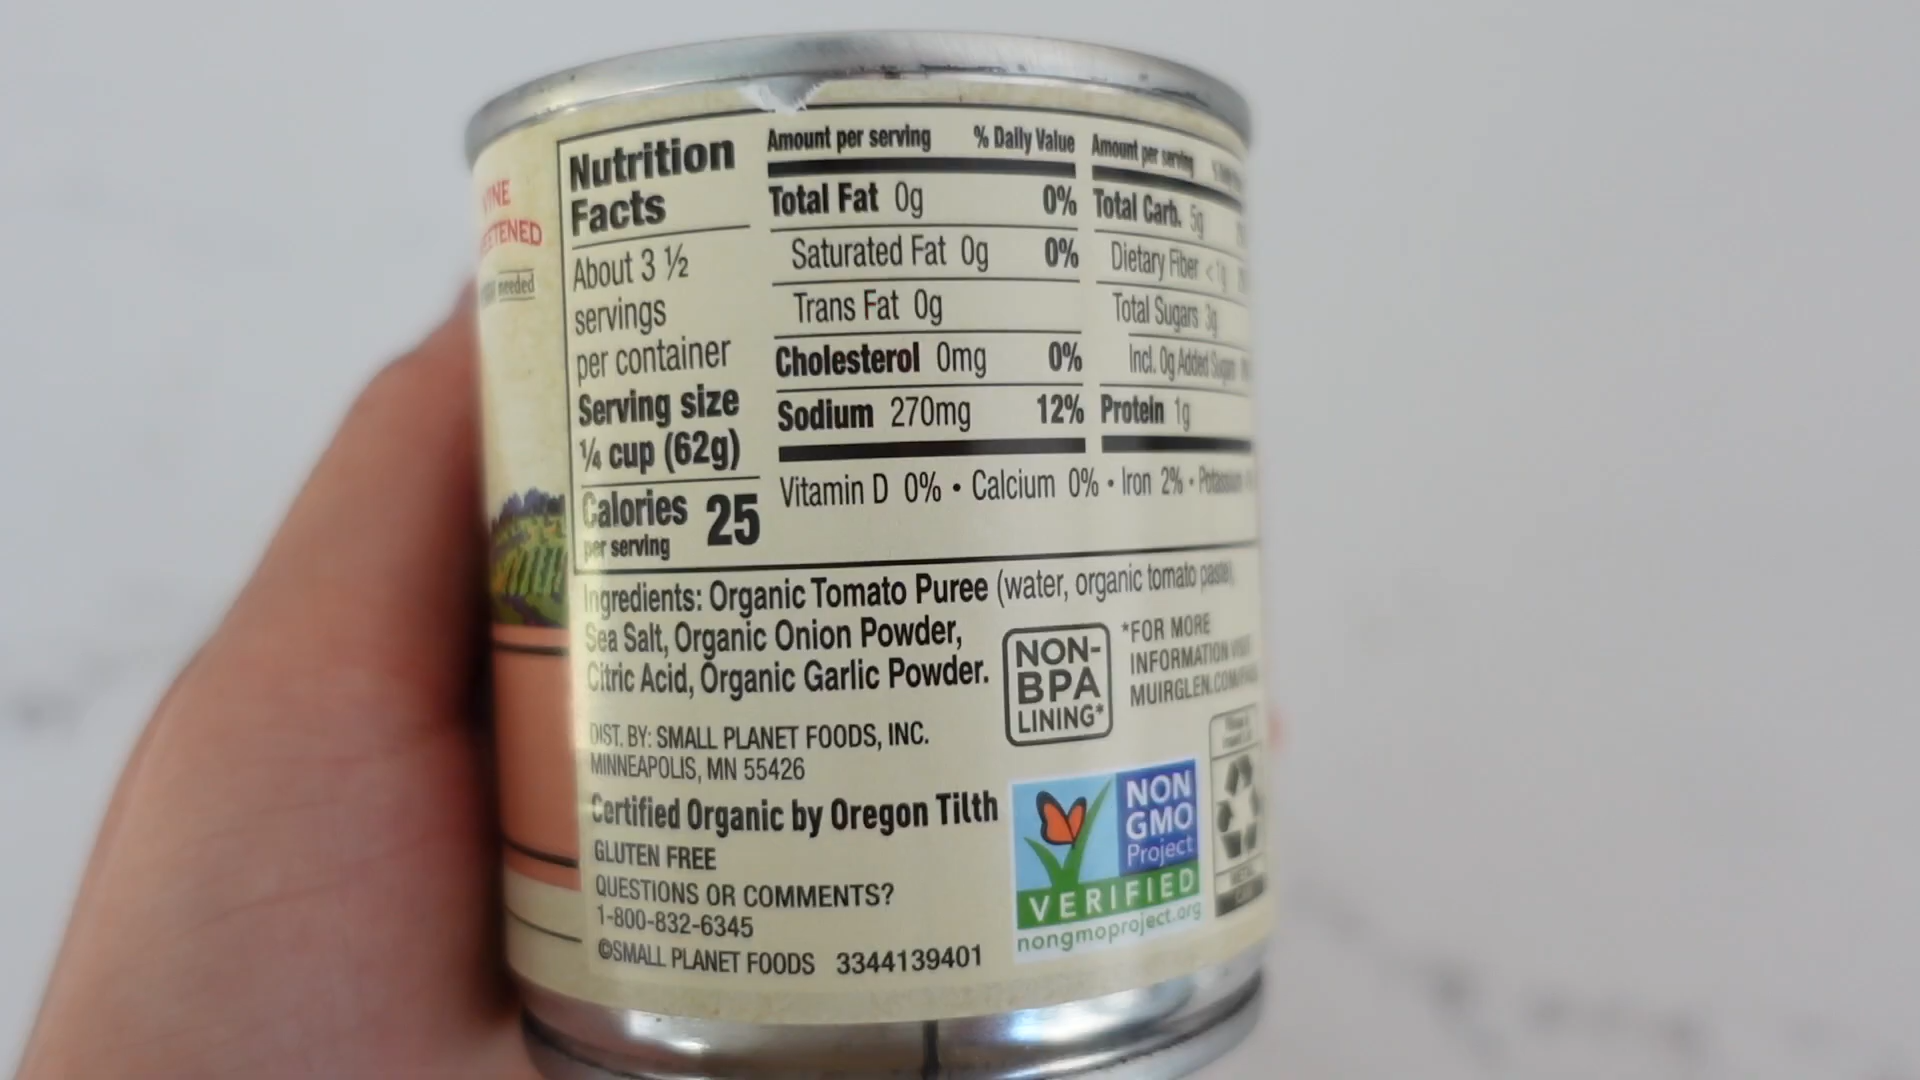 VINE
needed
Nutrition
Facts
About 3 ½
servings
per container
Serving size
¼ cup (62g)
Calories 25
per serving
Amount per serving % Daily Value
Total Fat 0g 0%
Saturated Fat 0g 0%
Trans Fat 0g
Cholesterol 0mg 0%
Sodium 270mg 12%
Amount per serving
Total Carb. 5g
Dietary Fiber <1g
Total Sugars 3g
Incl. 0g Added Sugars
Protein 1g
Vitamin D 0% • Calcium 0% • Iron 2% • Potassium
Ingredients: Organic Tomato Puree (water, organic tomato paste),
Sea Salt, Organic Onion Powder,
Citric Acid, Organic Garlic Powder.
NON-
BPA
LINING*
*FOR MORE
INFORMATION VISIT
MUIRGLEN.COM
DIST. BY: SMALL PLANET FOODS, INC.
MINNEAPOLIS, MN 55426
Certified Organic by Oregon Tilth
GLUTEN FREE
QUESTIONS OR COMMENTS?
1-800-832-6345
©SMALL PLANET FOODS 3344139401
NON
GMO
Project
VERIFIED
nongmoproject.org